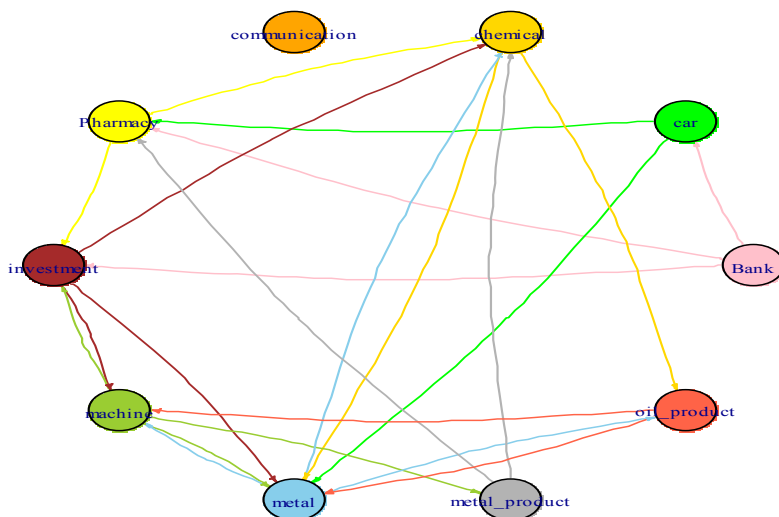 communication
chemical
Pharmacy
car
investment
Bank
machine
oil_product
metal
metal_product